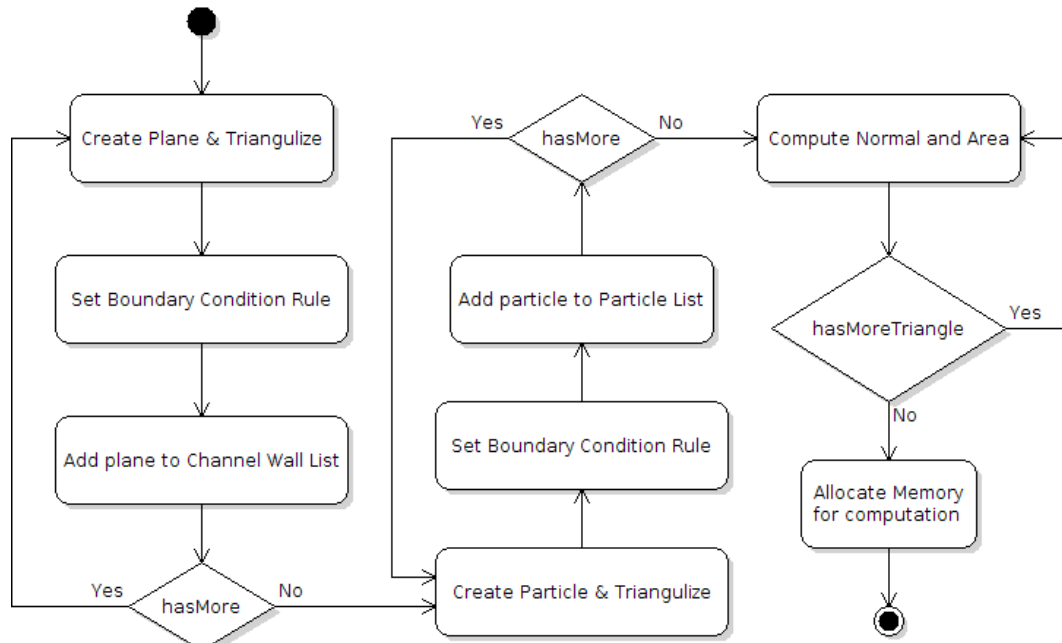 Create Plane & Triangulize
Set Boundary Condition Rule
Add plane to Channel Wall List
Yes
hasMore
No
Create Particle & Triangulize
Set Boundary Condition Rule
Add particle to Particle List
Yes
hasMore
No
Compute Normal and Area
hasMoreTriangle
Yes
No
Allocate Memory
for computation